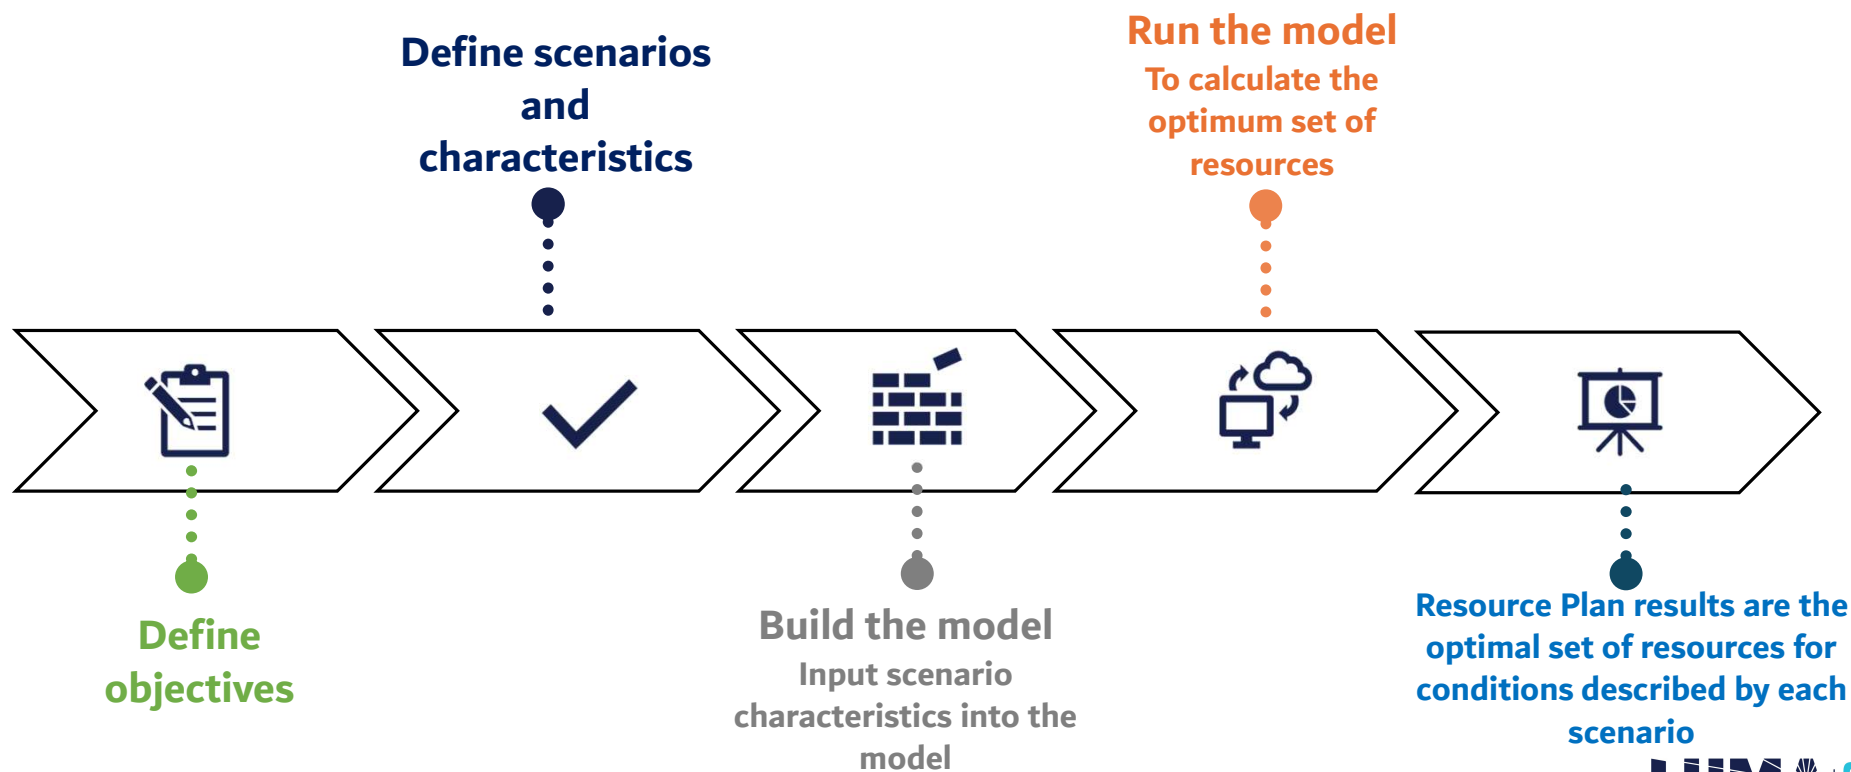 Define objectives
Define scenarios
and
characteristics
Build the model
Input scenario
characteristics into the
model
Run the model
To calculate the
optimum set of
resources
Resource Plan results are the
optimal set of resources for
conditions described by each
scenario